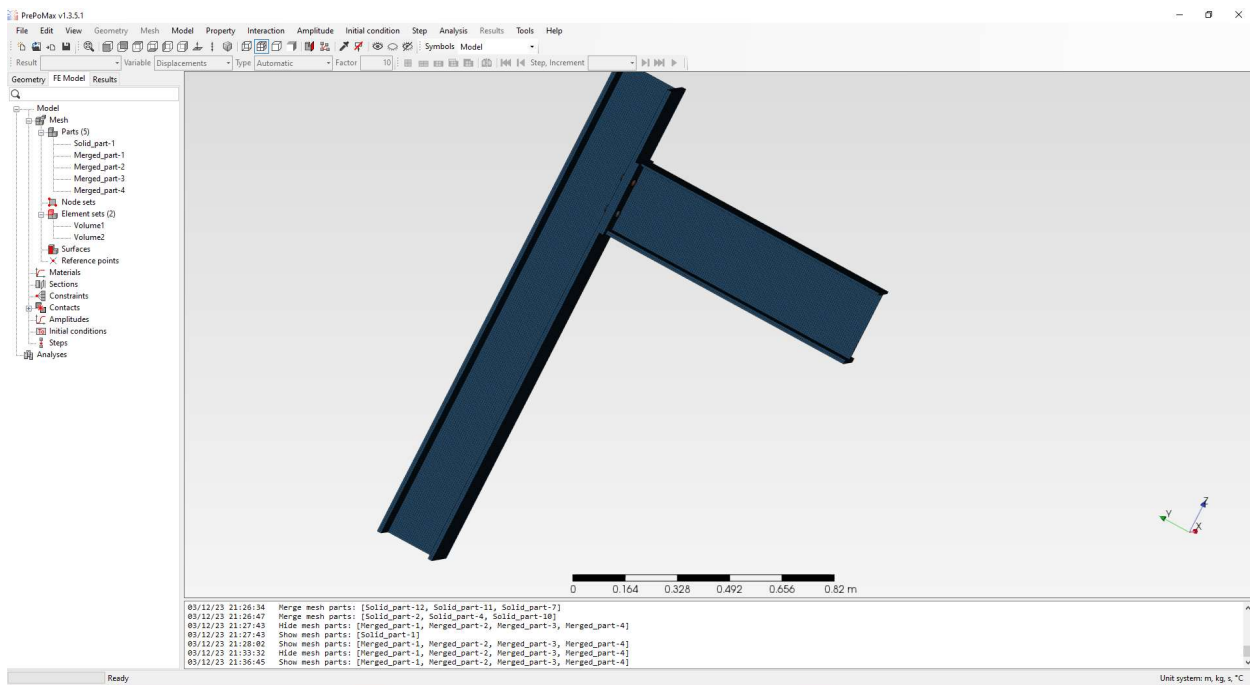 PrePoMax v1.3.5.1
File Edit View Geometry Mesh Model Property Interaction Amplitude Initial condition Step Analysis Results Tools Help
Symbols Model
Result Variable Displacements Type Automatic Factor 10 Step, Increment
Geometry FE Model Results
Model
Mesh
Parts (5)
Solid_part-1
Merged_part-1
Merged_part-2
Merged_part-3
Merged_part-4
Node sets
Element sets (2)
Volume1
Volume2
Surfaces
Reference points
Materials
Sections
Constraints
Contacts
Amplitudes
Initial conditions
Steps
Analyses
Z
Y
X
0 0.164 0.328 0.492 0.656 0.82 m
03/12/23 21:26:34 Merge mesh parts: [Solid_part-12, Solid_part-11, Solid_part-7]
03/12/23 21:26:47 Merge mesh parts: [Solid_part-2, Solid_part-4, Solid_part-10]
03/12/23 21:27:43 Hide mesh parts: [Merged_part-1, Merged_part-2, Merged_part-3, Merged_part-4]
03/12/23 21:27:43 Show mesh parts: [Solid_part-1]
03/12/23 21:28:02 Show mesh parts: [Merged_part-1, Merged_part-2, Merged_part-3, Merged_part-4]
03/12/23 21:33:32 Hide mesh parts: [Merged_part-1, Merged_part-2, Merged_part-3, Merged_part-4]
03/12/23 21:36:45 Show mesh parts: [Merged_part-1, Merged_part-2, Merged_part-3, Merged_part-4]
Ready Unit system: m, kg, s, °C